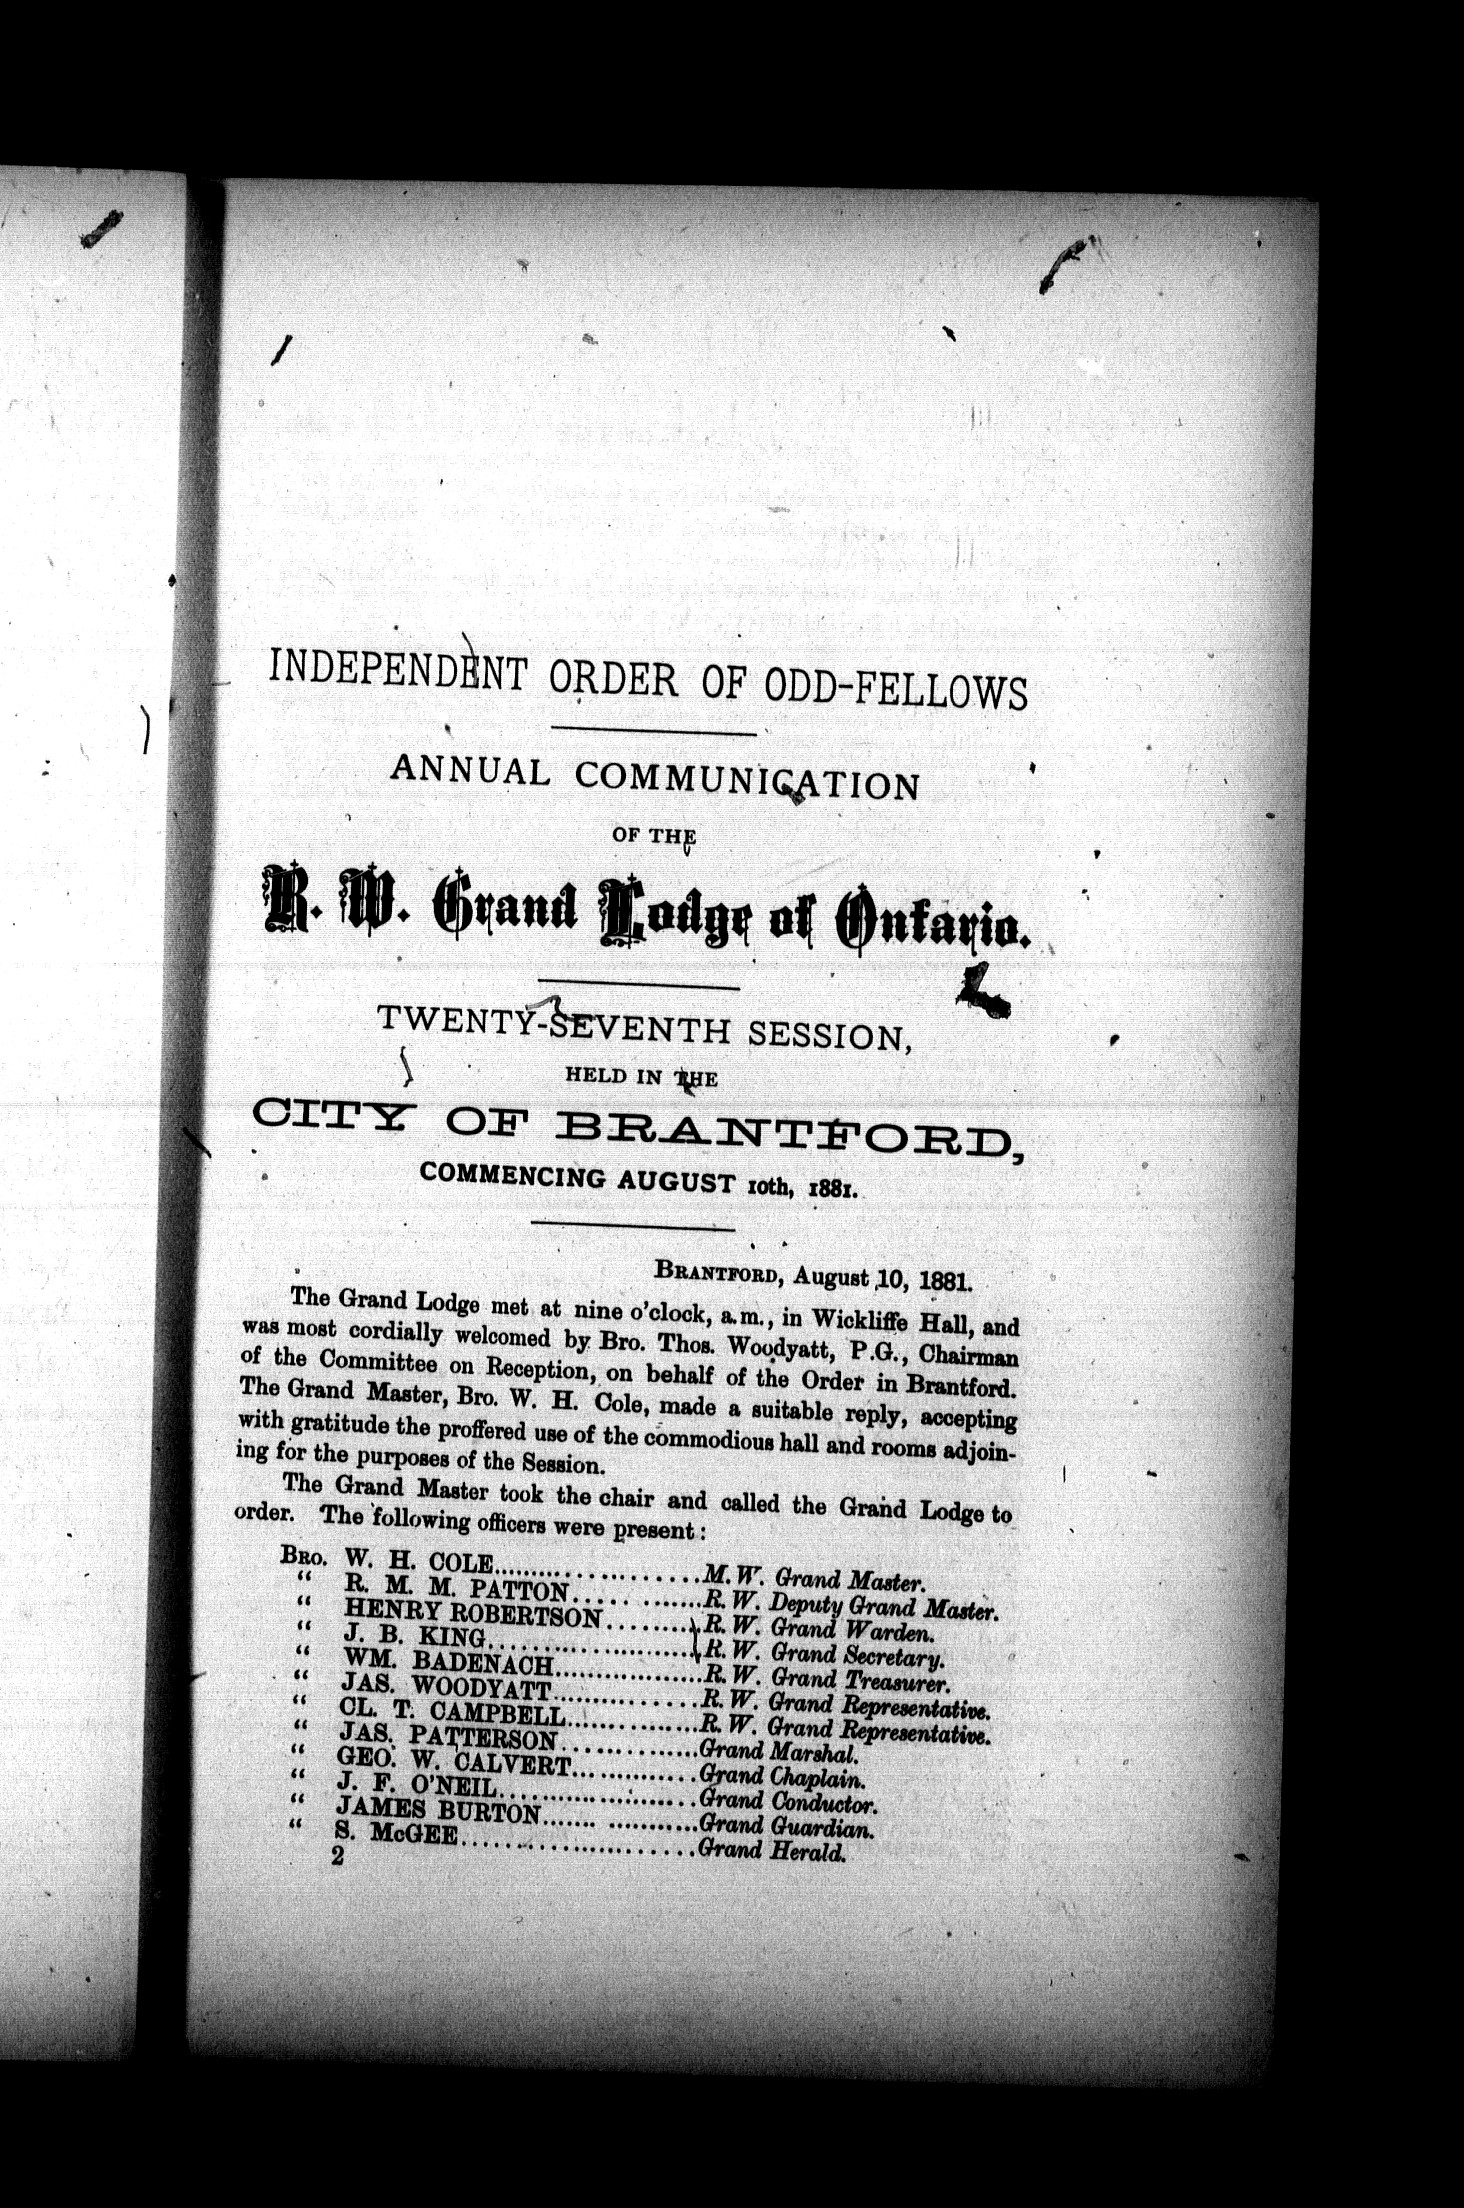 INDEPENDENT ORDER OF ODD-FELLOWS
ANNUAL COMMUNICATION
OF THE
R. W. Grand Lodge of Ontario.
TWENTY-SEVENTH SESSION,
HELD IN THE
CITY OF BRANTFORD,
COMMENCING AUGUST 10th, 1881.
BRANTFORD, August 10, 1881.
The Grand Lodge met at nine o'clock, a.m., in Wickliffe Hall, and
was most cordially welcomed by Bro. Thos. Woodyatt, P.G., Chairman
of the Committee on Reception, on behalf of the Order in Brantford.
The Grand Master, Bro. W. H. Cole, made a suitable reply, accepting
with gratitude the proffered use of the commodious hall and rooms adjoin-
ing for the purposes of the Session.
The Grand Master took the chair and called the Grand Lodge to
order. The following officers were present:
BRO. W. H. COLE........................M. W. Grand Master.
" R. M. M. PATTON..............R. W. Deputy Grand Master.
" HENRY ROBERTSON..........R. W. Grand Warden.
" J. B. KING........................R. W. Grand Secretary.
" WM. BADENACH..................R. W. Grand Treasurer.
" JAS. WOODYATT.................R. W. Grand Representative.
" CL. T. CAMPBELL...............R. W. Grand Representative.
" JAS. PATTERSON................Grand Marshal.
" GEO. W. CALVERT..............Grand Chaplain.
" J. F. O'NEIL.......................Grand Conductor.
" JAMES BURTON..................Grand Guardian.
" S. McGEE...........................Grand Herald.
2